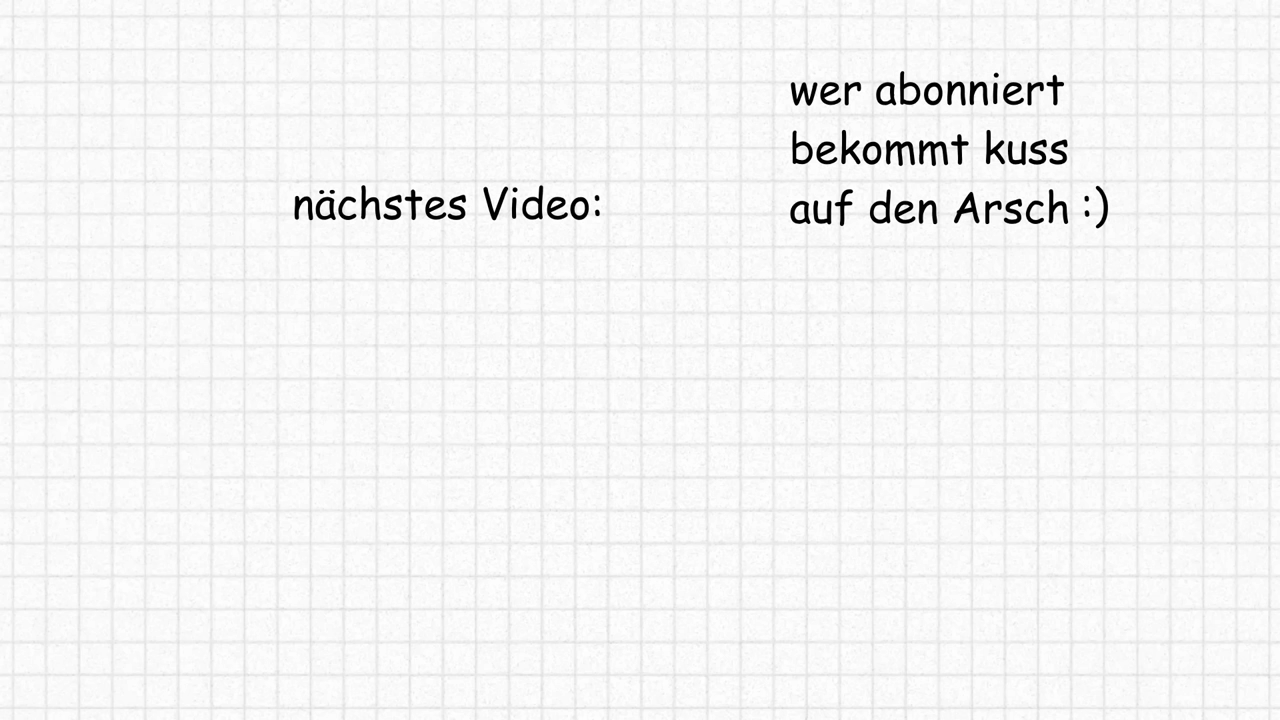 nächstes Video:
wer abonniert
bekommt kuss
auf den Arsch :)